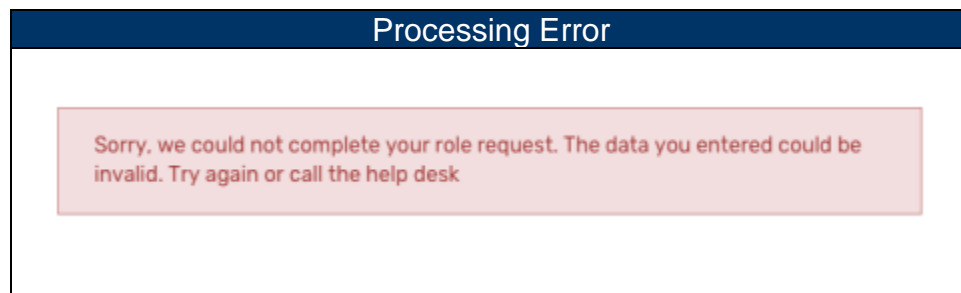 Processing Error
Sorry, we could not complete your role request. The data you entered could be
invalid. Try again or call the help desk